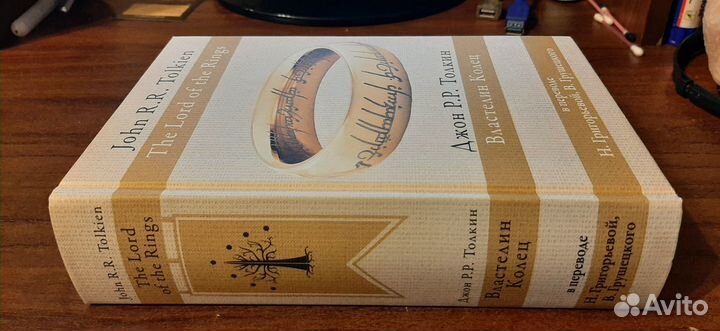 John R.R. Tolkien
The Lord of the Rings
Джон Р.Р. Толкин
Властелин Колец
в переводе
Н. Григорьевой, В. Грушецкого
John R.R. Tolkien
The Lord
of the Rings
Джон Р.Р. Толкин
Властелин
Колец
в переводе
Н. Григорьевой,
В. Грушецкого
Avito